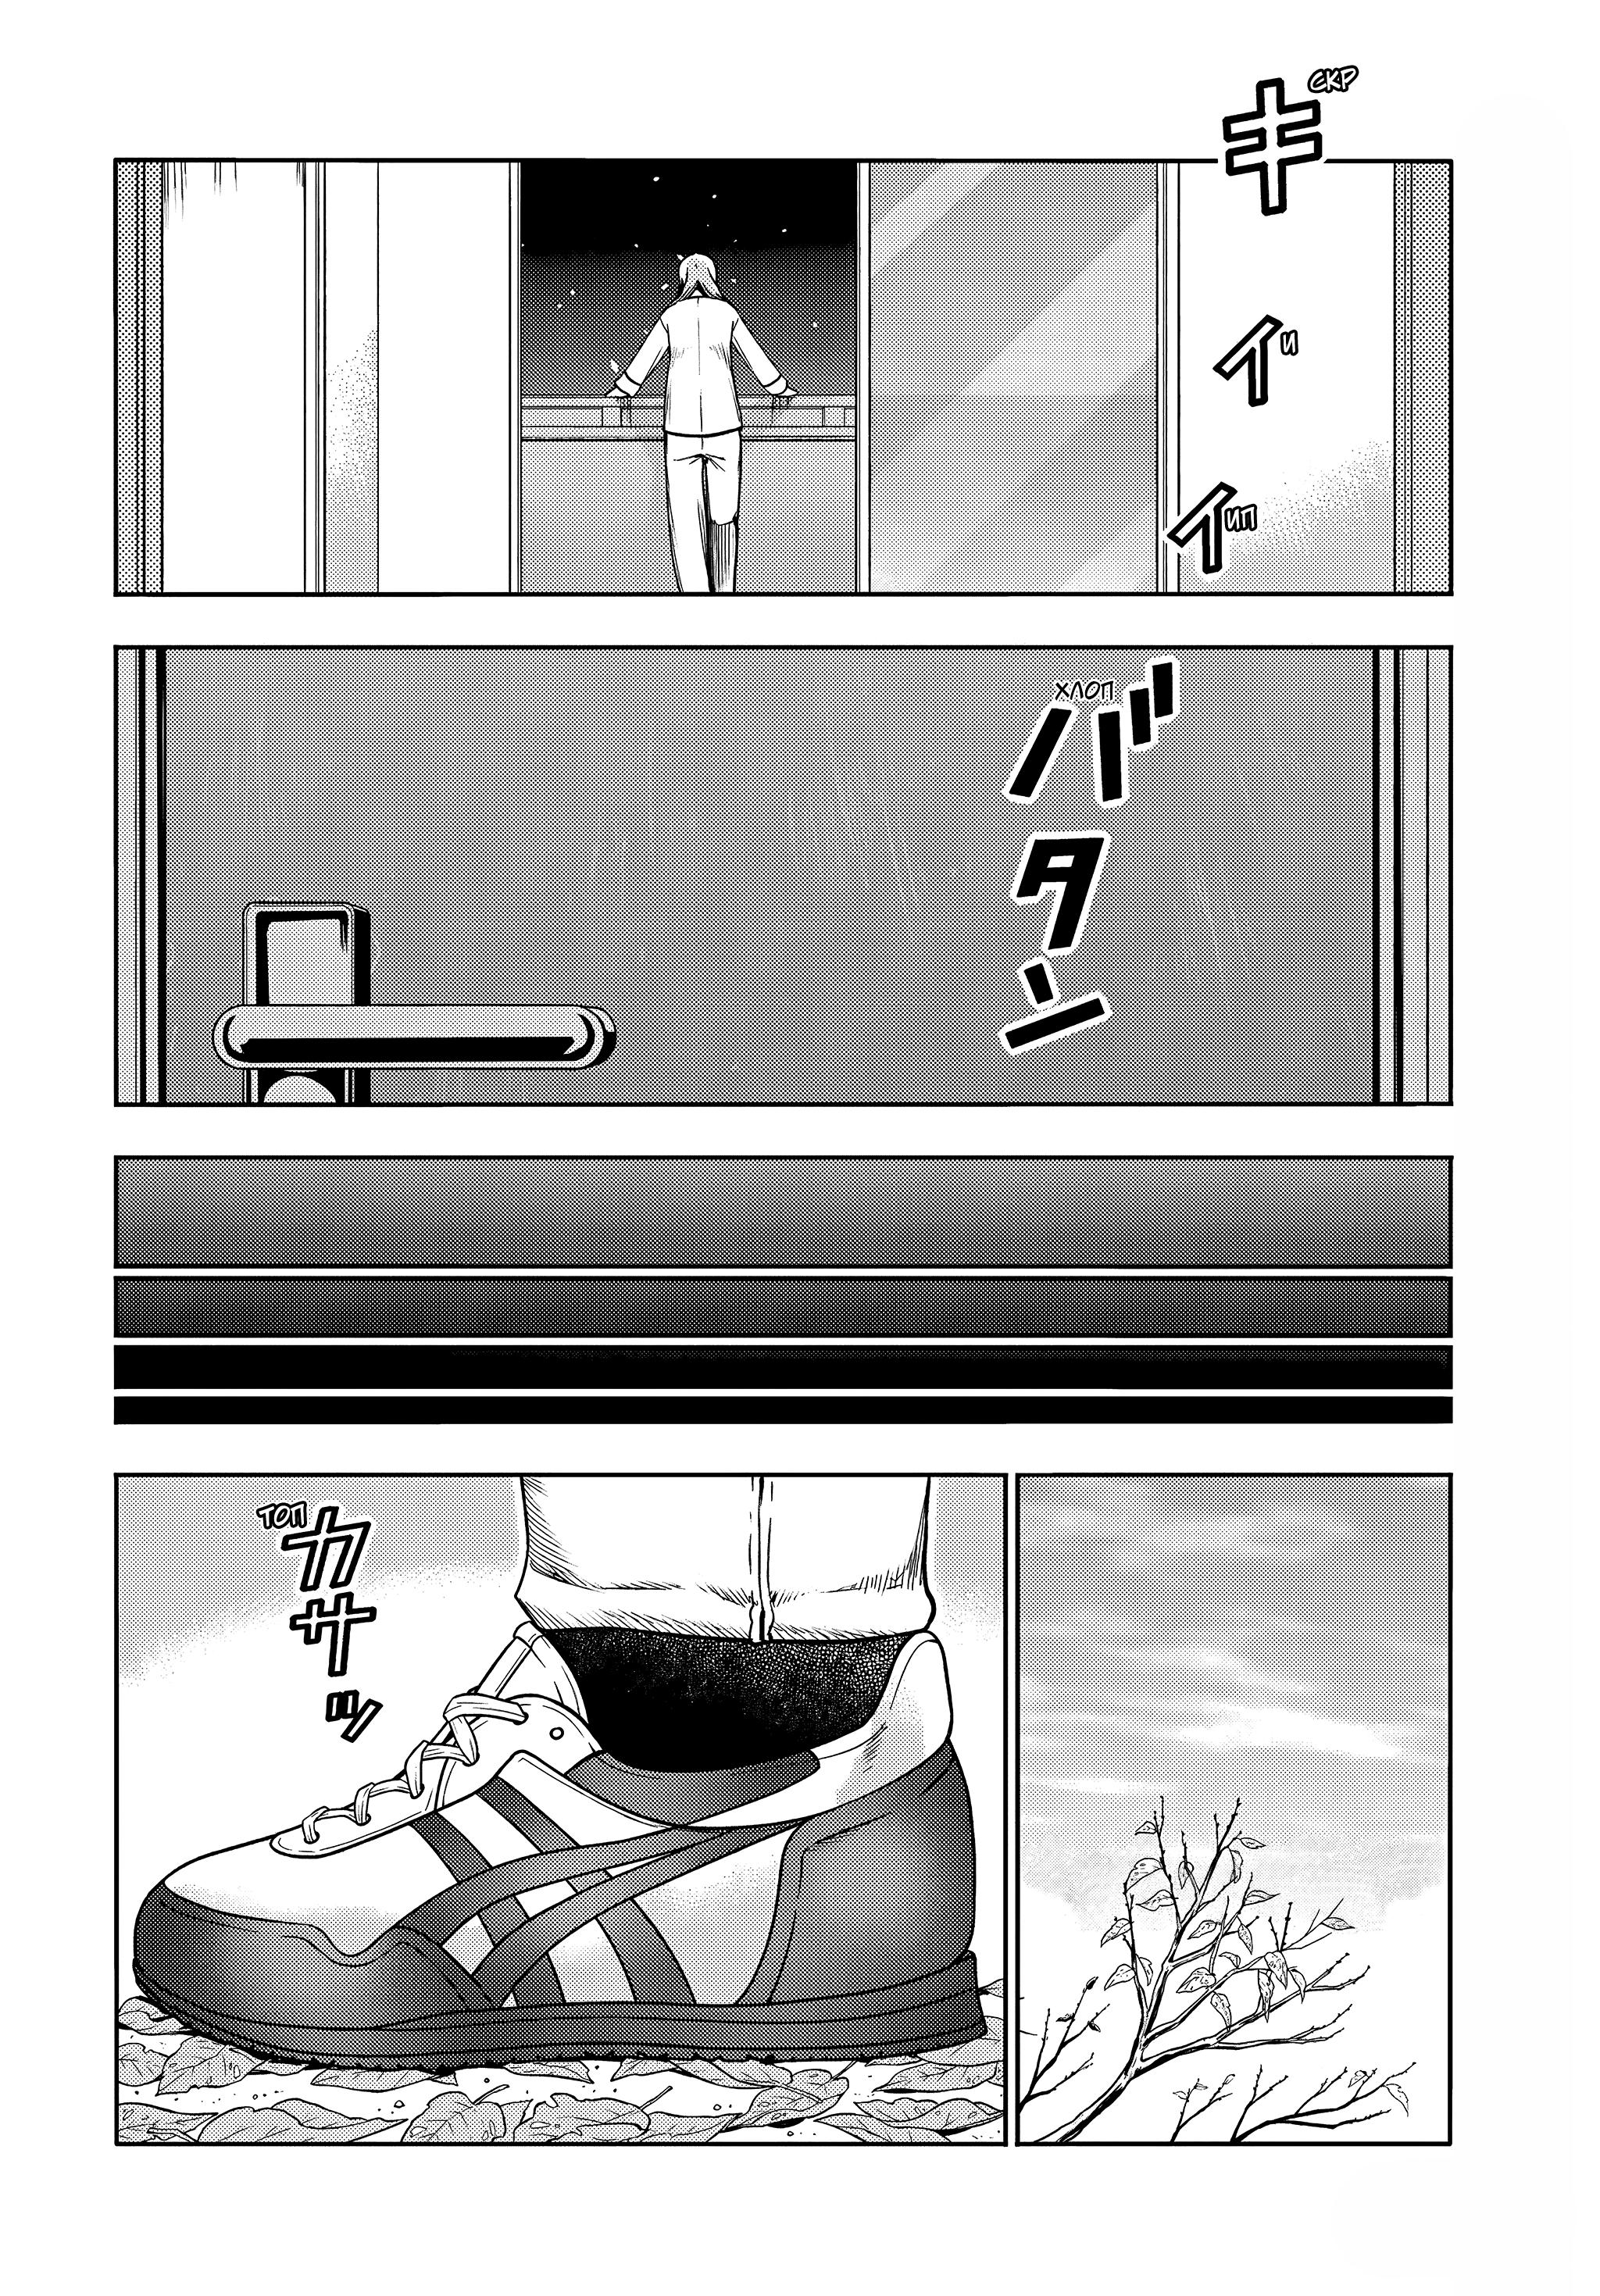 キ
СКР
イ
И
イ
ИП
バタン
ХЛОП
カサッ
ТОП